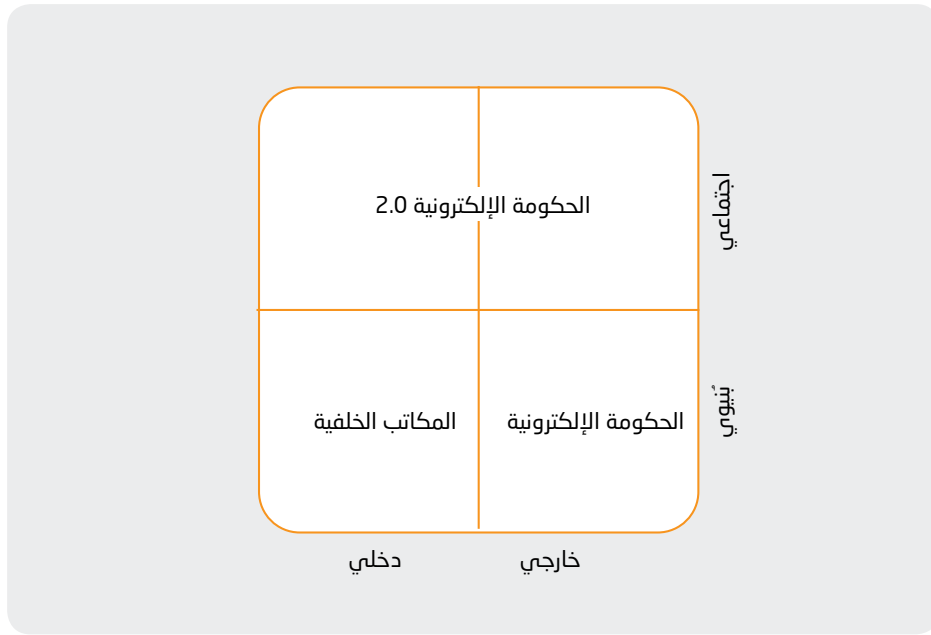 اجتماعي
الحكومة الإلكترونية 2.0
بُنيوي
الحكومة الإلكترونية
المكاتب الخلفية
خارجي
دخلي